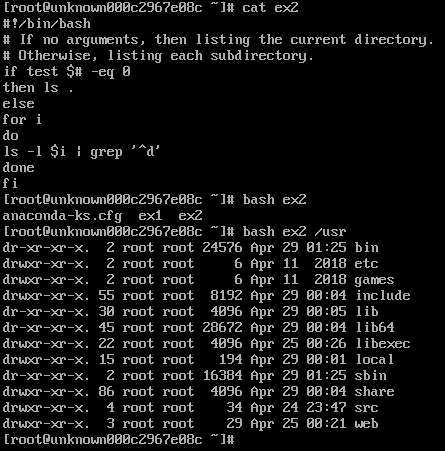 [root@unknown000c2967e08c ~]# cat ex2
#!/bin/bash
# If no arguments, then listing the current directory.
# Otherwise, listing each subdirectory.
if test $# -eq 0
then ls .
else
for i
do
ls -l $i | grep '^d'
done
fi
[root@unknown000c2967e08c ~]# bash ex2
anaconda-ks.cfg  ex1  ex2
[root@unknown000c2967e08c ~]# bash ex2 /usr
dr-xr-xr-x.  2 root root 24576 Apr 29 01:25 bin
drwxr-xr-x.  2 root root     6 Apr 11  2018 etc
drwxr-xr-x.  2 root root     6 Apr 11  2018 games
drwxr-xr-x. 55 root root  8192 Apr 29 00:04 include
dr-xr-xr-x. 30 root root  4096 Apr 29 00:05 lib
dr-xr-xr-x. 45 root root 28672 Apr 29 00:04 lib64
drwxr-xr-x. 22 root root  4096 Apr 25 00:26 libexec
drwxr-xr-x. 15 root root   194 Apr 29 00:01 local
dr-xr-xr-x.  2 root root 16384 Apr 29 01:25 sbin
drwxr-xr-x. 86 root root  4096 Apr 29 00:04 share
drwxr-xr-x.  4 root root    34 Apr 24 23:47 src
drwxr-xr-x.  3 root root    29 Apr 25 00:21 web
[root@unknown000c2967e08c ~]#